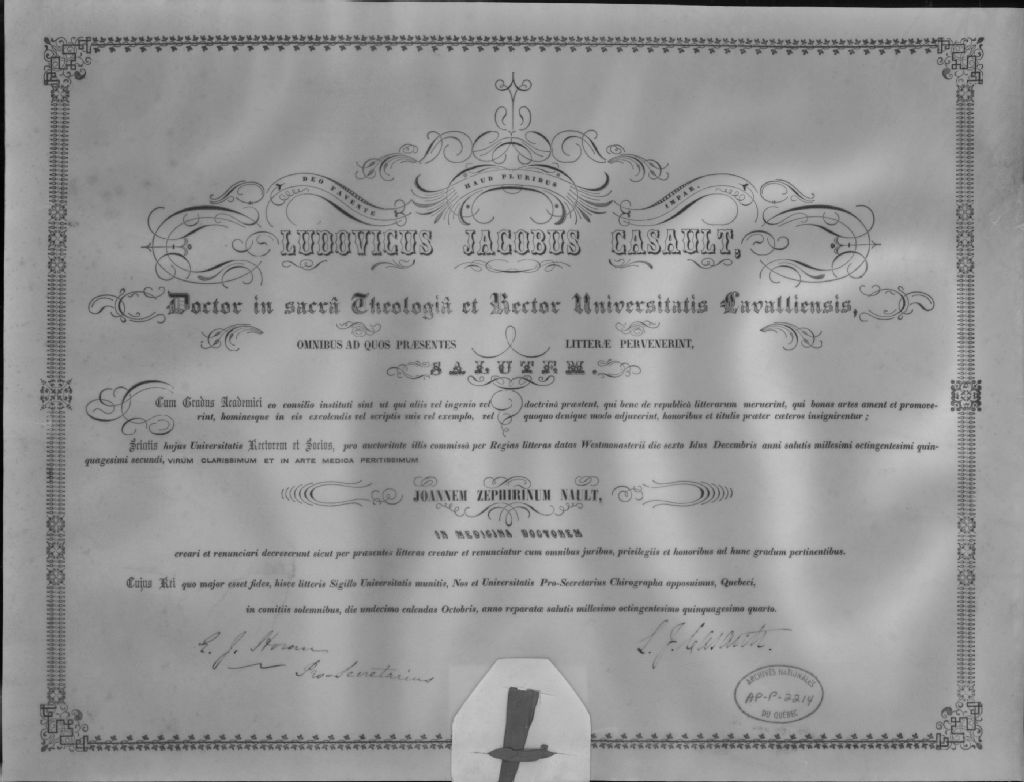 DEO FAVENTE HAUD PLURIBUS IMPAR.
LUDOVICUS JACOBUS CASAULT,
Doctor in sacrâ Theologiâ et Rector Universitatis Lavalliensis,
OMNIBUS AD QUOS PRÆSENTES LITTERÆ PERVENERINT,
SALUTEM.
Cum Gradus Academici eo consilio instituti sint ut qui aliis vel ingenio vel doctrinâ præstent, qui bene de republicâ litterarum meruerint, qui bonas artes ament et promove-
rint, hominesque in eis excolendis vel scriptis suis vel exemplo, vel quoquo denique modo adjuverint, honoribus et titulis præter cæteros insignirentur;
Sciatis hujus Universitatis Rectorem et Socios, pro auctoritate illis commissâ per Regias litteras datas Westmonasterii die sexto Idus Decembris anni salutis millesimi octingentesimi quin-
quagesimi secundi, VIRUM CLARISSIMUM ET IN ARTE MEDICA PERITISSIMUM
JOANNEM ZEPHIRINUM NAULT,
IN MEDICINA DOCTOREM
creari et renunciari decreverunt sicut per præsentes litteras creatur et renunciatur cum omnibus juribus, privilegiis et honoribus ad hunc gradum pertinentibus.
Cujus Rei quo major esset fides, hisce litteris Sigillo Universitatis munitis, Nos et Universitatis Pro-Secretarius Chirographa apposuimus, Quebeci,
in comitiis solemnibus, die undecimo calendas Octobris, anno reparatæ salutis millesimo octingentesimo quinquagesimo quarto.
E. J. Horan
Pro-Secretarius
L. J. Casault.
ARCHIVES NATIONALES
AP-P-2214
DU QUÉBEC